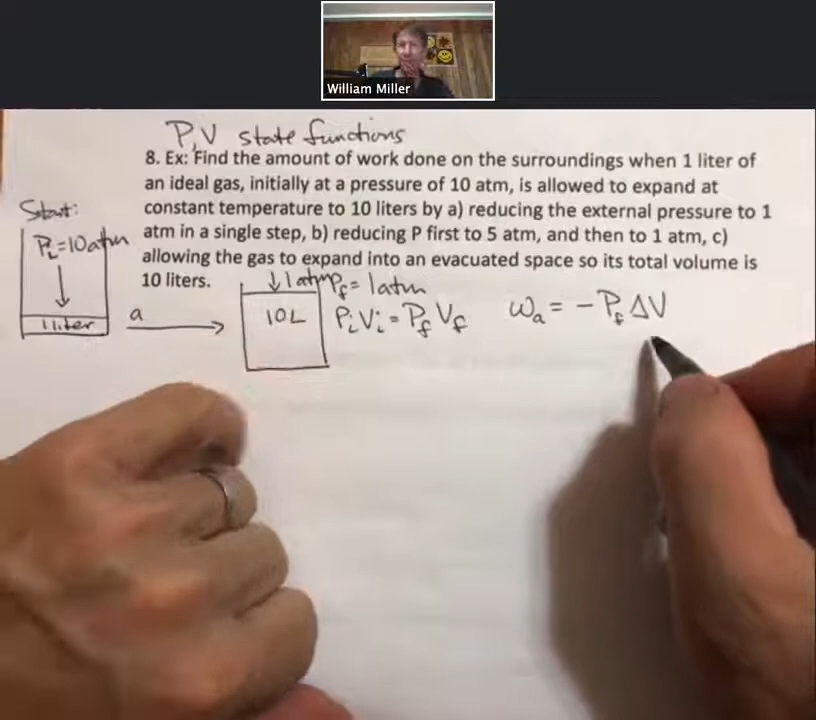 William Miller
P,V state functions
8. Ex: Find the amount of work done on the surroundings when 1 liter of
an ideal gas, initially at a pressure of 10 atm, is allowed to expand at
constant temperature to 10 liters by a) reducing the external pressure to 1
atm in a single step, b) reducing P first to 5 atm, and then to 1 atm, c)
allowing the gas to expand into an evacuated space so its total volume is
10 liters.
Start:
Pi=10atm
1 liter
a
↓1atm Pf= 1atm
10L
PiVi=PfVf
wa= -PfΔV